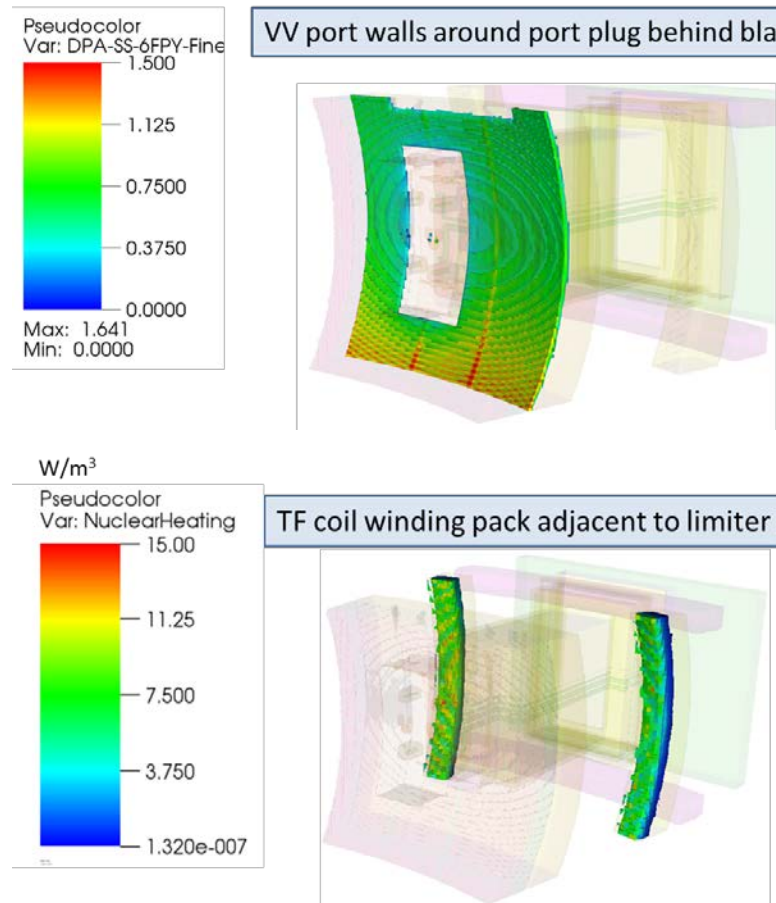 Pseudocolor
Var: DPA-SS-6FPY-Fine
1.500
1.125
0.7500
0.3750
0.0000
Max: 1.641
Min: 0.0000
VV port walls around port plug behind bla
W/m³
Pseudocolor
Var: NuclearHeating
15.00
11.25
7.500
3.750
1.320e-007
TF coil winding pack adjacent to limiter